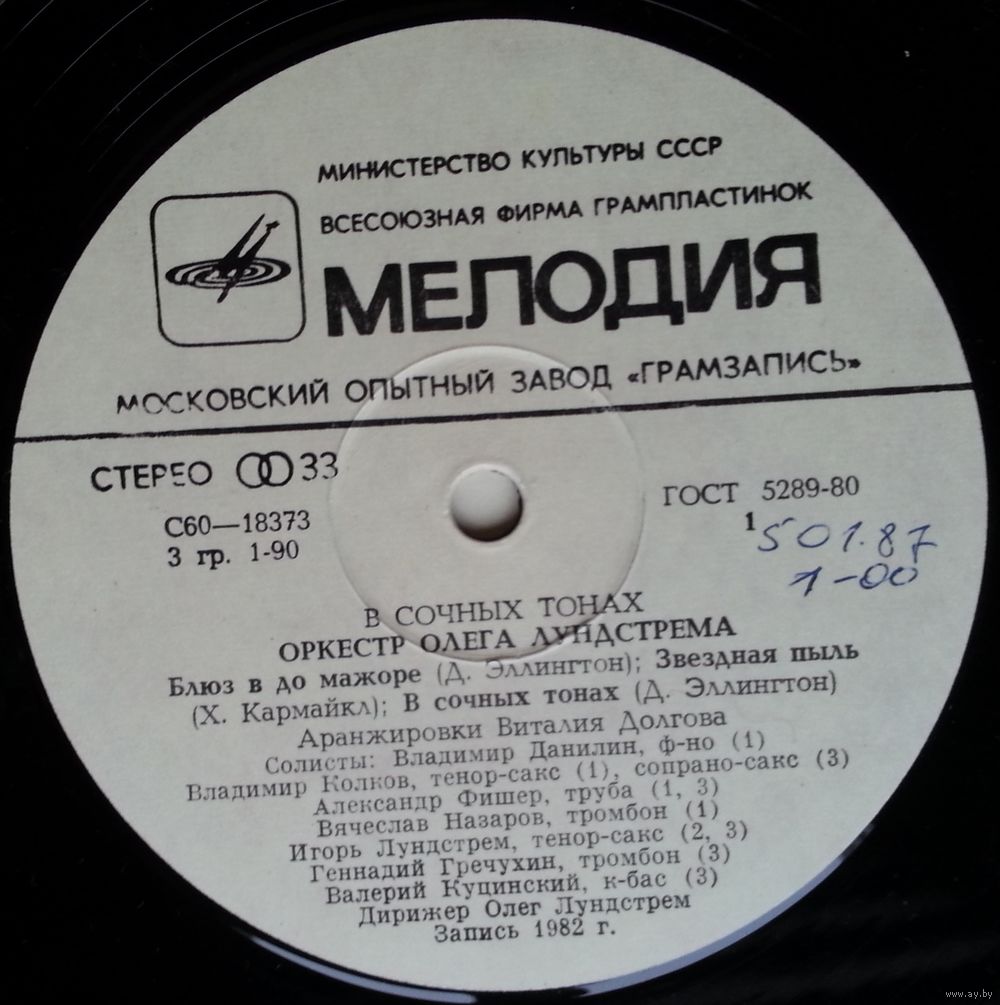 МИНИСТЕРСТВО КУЛЬТУРЫ СССР
ВСЕСОЮЗНАЯ ФИРМА ГРАМПЛАСТИНОК
МЕЛОДИЯ
МОСКОВСКИЙ ОПЫТНЫЙ ЗАВОД «ГРАМЗАПИСЬ»
СТЕРЕО 33
ГОСТ 5289-80
С60—18373
3 гр. 1-90
1
501.87
1-00
В СОЧНЫХ ТОНАХ
ОРКЕСТР ОЛЕГА ЛУНДСТРЕМА
Блюз в до мажоре (Д. Эллингтон); Звездная пыль
(Х. Кармайкл); В сочных тонах (Д. Эллингтон)
Аранжировки Виталия Долгова
Солисты: Владимир Данилин, ф-но (1)
Владимир Колков, тенор-сакс (1), сопрано-сакс (3)
Александр Фишер, труба (1, 3)
Вячеслав Назаров, тромбон (1)
Игорь Лундстрем, тенор-сакс (2, 3)
Геннадий Гречухин, тромбон (3)
Валерий Куцинский, к-бас (3)
Дирижер Олег Лундстрем
Запись 1982 г.
www.ay.by